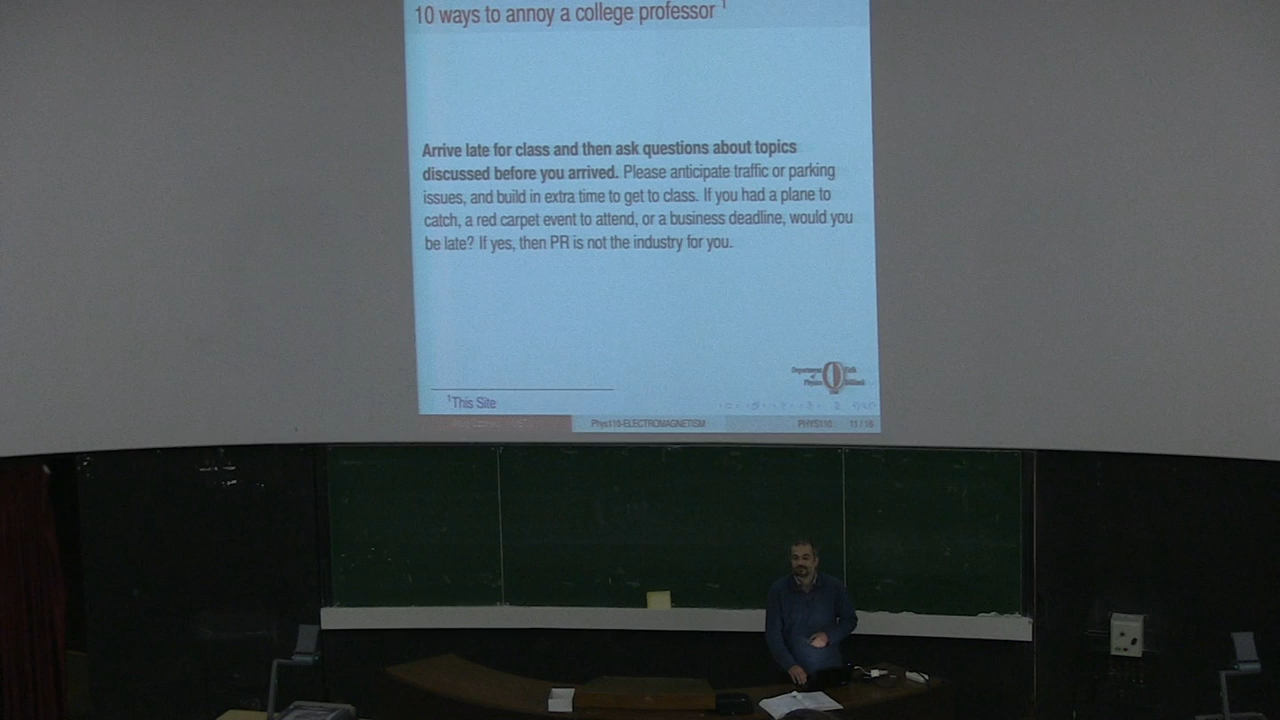 10 ways to annoy a college professor 1
Arrive late for class and then ask questions about topics
discussed before you arrived. Please anticipate traffic or parking
issues, and build in extra time to get to class. If you had a plane to
catch, a red carpet event to attend, or a business deadline, would you
be late? If yes, then PR is not the industry for you.
Department
of
Physics
1This Site
Phys110-ELECTROMAGNETISM PHYS110 11 / 16